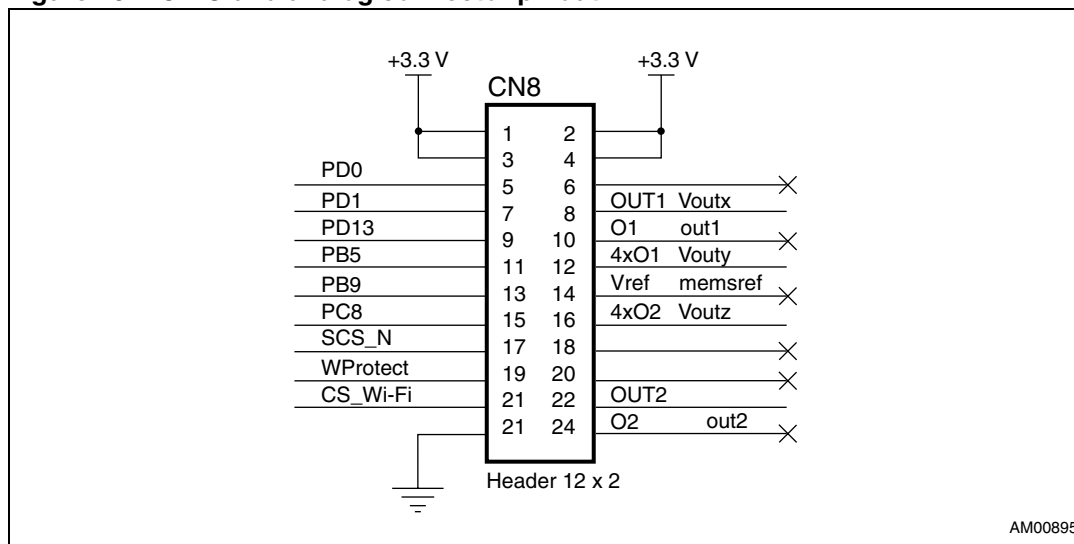 +3.3 V +3.3 V
CN8
1 2
3 4
PD0 5 6
PD1 7 8 OUT1 Voutx
PD13 9 10 O1 out1
PB5 11 12 4xO1 Vouty
PB9 13 14 Vref memsref
PC8 15 16 4xO2 Voutz
SCS_N 17 18
WProtect 19 20
CS_Wi-Fi 21 22 OUT2
21 24 O2 out2
Header 12 x 2
AM00895